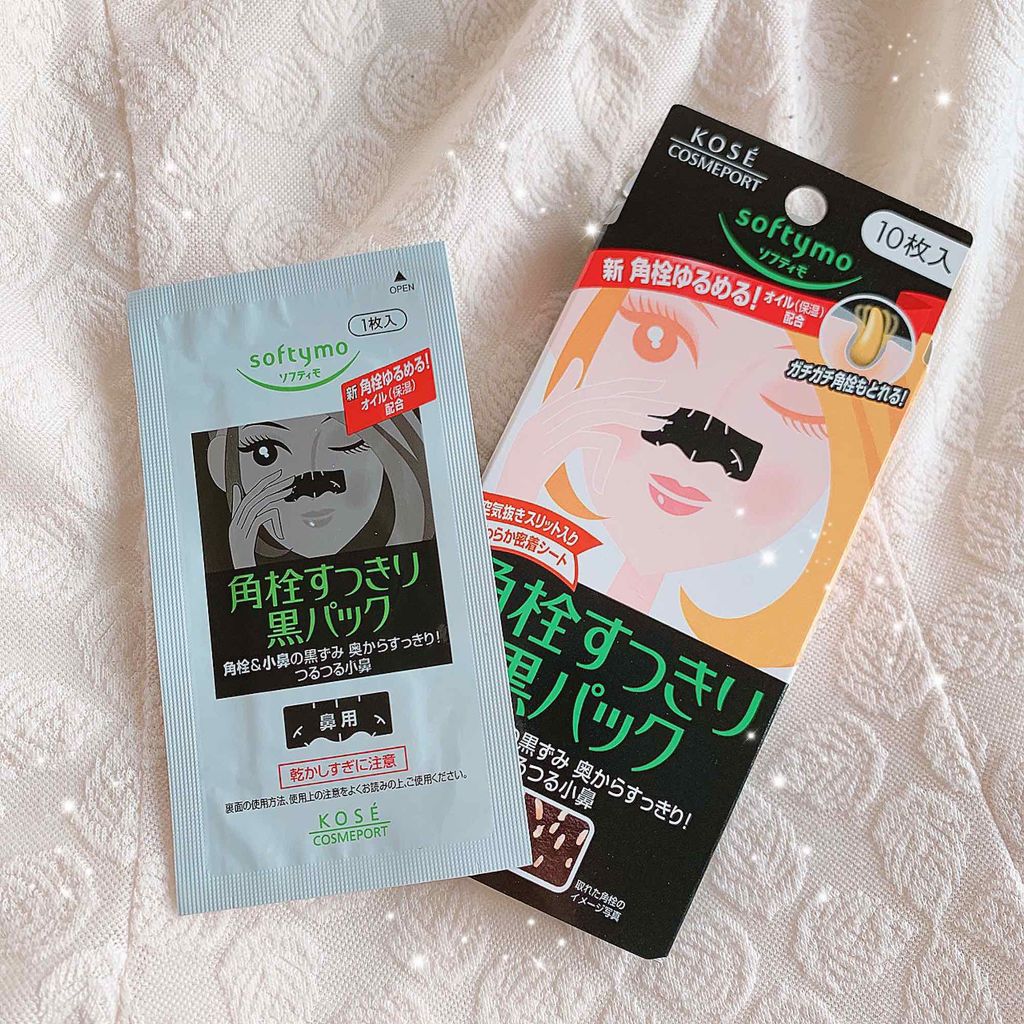 OPEN
1枚入
softymo
ソフティモ
新 角栓ゆるめる!
オイル(保湿)
配合
角栓すっきり
黒パック
角栓&小鼻の黒ずみ 奥からすっきり!
つるつる小鼻
鼻用
乾かしすぎに注意
裏面の使用方法、使用上の注意をよくお読みの上、ご使用ください。
KOSÉ
COSMEPORT
KOSÉ
COSMEPORT
softymo
ソフティモ
10枚入
新 角栓ゆるめる! オイル(保湿)
配合
ガチガチ角栓もとれる!
空気抜きスリット入り
わらか密着シート
角栓すっきり
黒パック
の黒ずみ 奥からすっきり!
るつる小鼻
取れた角栓の
イメージ写真